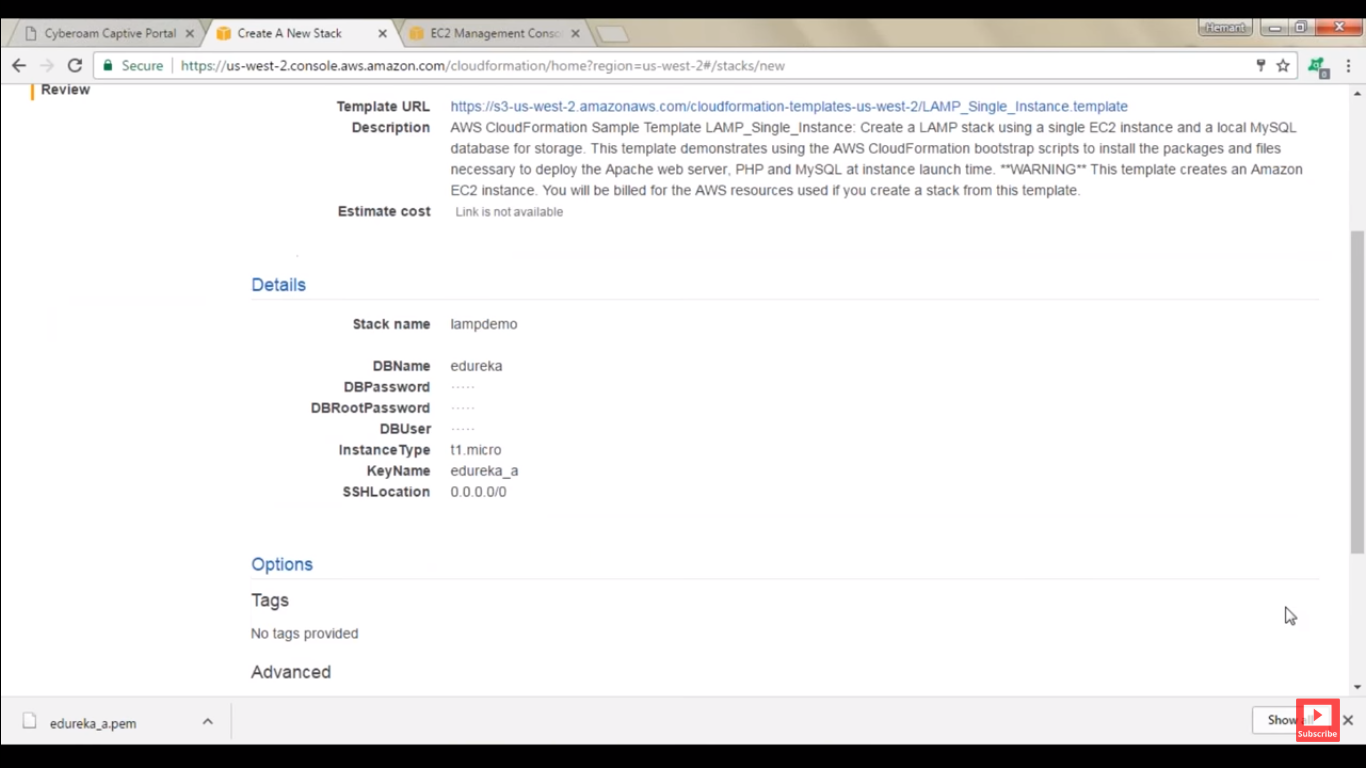 Cyberoam Captive Portal
Create A New Stack
EC2 Management Conso
Hemant
Secure
https://us-west-2.console.aws.amazon.com/cloudformation/home?region=us-west-2#/stacks/new
Review
Template URL https://s3-us-west-2.amazonaws.com/cloudformation-templates-us-west-2/LAMP_Single_Instance.template
Description AWS CloudFormation Sample Template LAMP_Single_Instance: Create a LAMP stack using a single EC2 instance and a local MySQL
database for storage. This template demonstrates using the AWS CloudFormation bootstrap scripts to install the packages and files
necessary to deploy the Apache web server, PHP and MySQL at instance launch time. **WARNING** This template creates an Amazon
EC2 instance. You will be billed for the AWS resources used if you create a stack from this template.
Estimate cost Link is not available
Details
Stack name lampdemo
DBName edureka
DBPassword ·····
DBRootPassword ·····
DBUser ·····
InstanceType t1.micro
KeyName edureka_a
SSHLocation 0.0.0.0/0
Options
Tags
No tags provided
Advanced
edureka_a.pem
Show
Subscribe